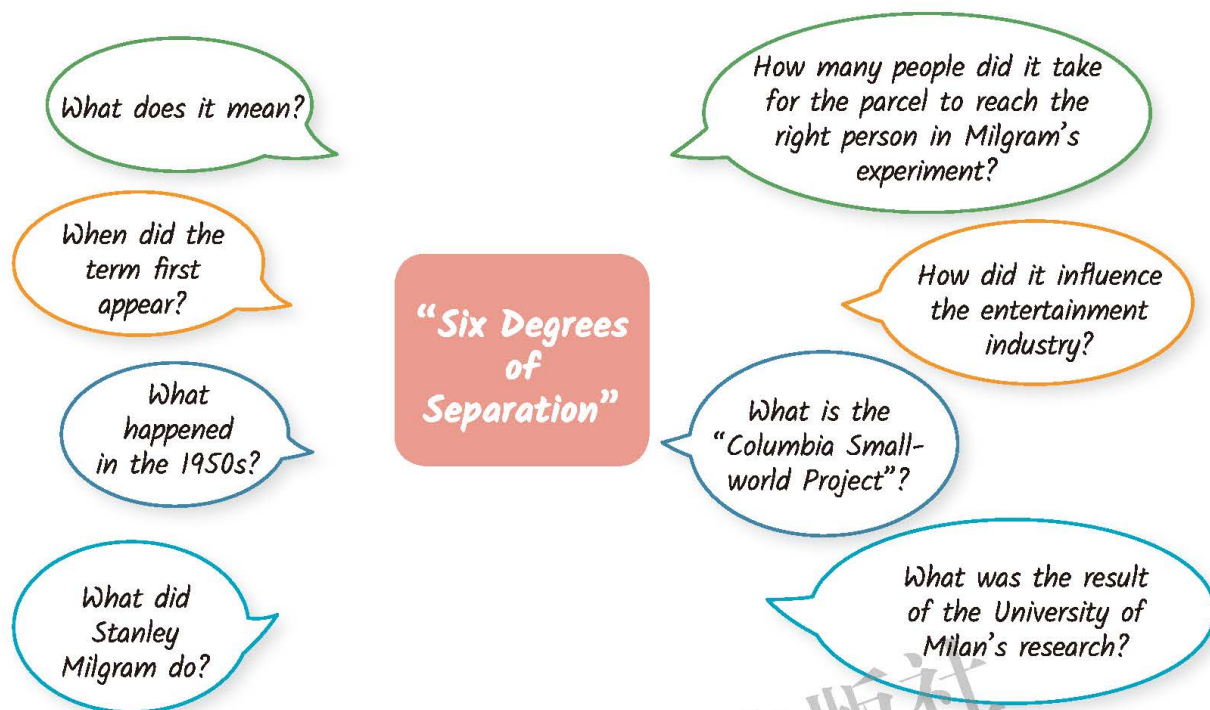 What does it mean?
When did the
term first
appear?
What
happened
in the 1950s?
What did
Stanley
Milgram do?
“Six Degrees
of
Separation”
How many people did it take
for the parcel to reach the
right person in Milgram’s
experiment?
How did it influence
the entertainment
industry?
What is the
“Columbia Small-
world Project”?
What was the result
of the University of
Milan’s research?
版社